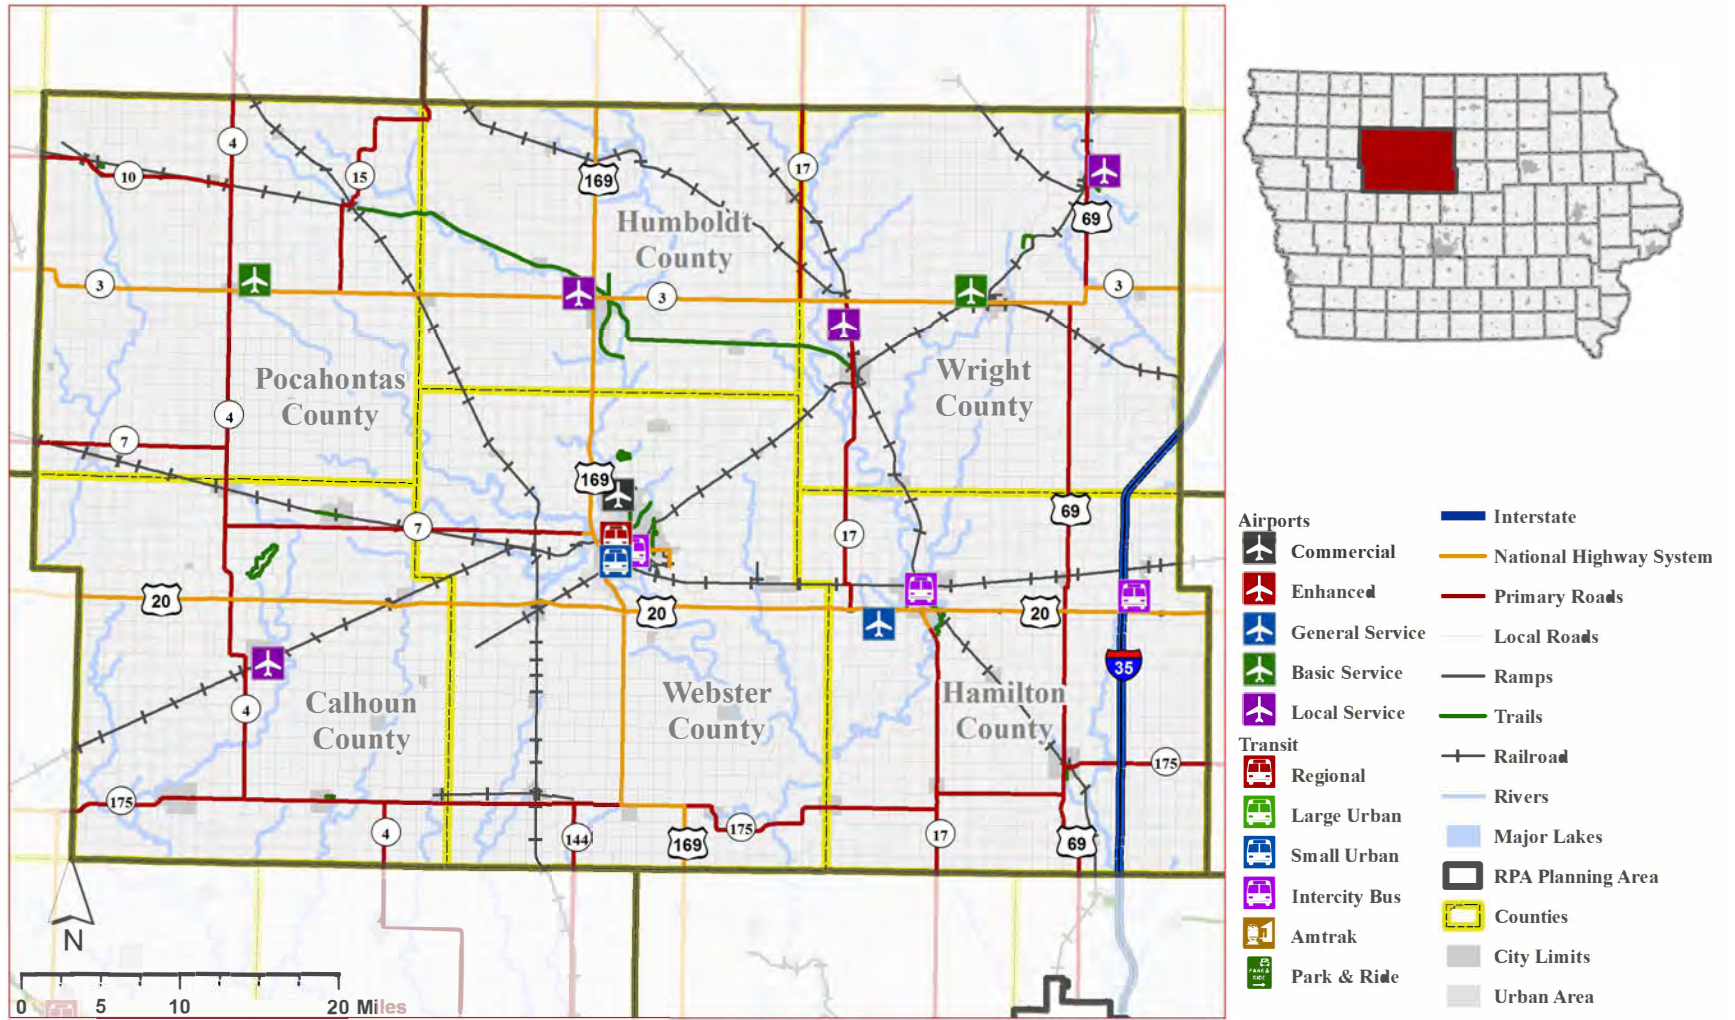 4
10
15
169
17
69
Humboldt
County
3
3
3
Pocahontas
County
Wright
County
4
7
169
69
7
17
20
20
20
35
Calhoun
County
Webster
County
Hamilton
County
4
175
175
4
144
169
175
17
69
N
0 5 10 20 Miles
Airports
Commercial
Enhanced
General Service
Basic Service
Local Service
Transit
Regional
Large Urban
Small Urban
Intercity Bus
Amtrak
PARK &
RIDE
Park & Ride
Interstate
National Highway System
Primary Roads
Local Roads
Ramps
Trails
Railroad
Rivers
Major Lakes
RPA Planning Area
Counties
City Limits
Urban Area